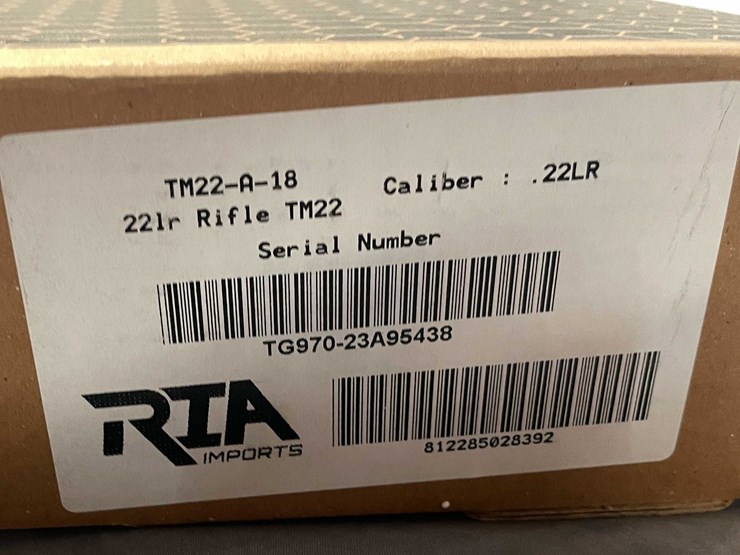 TM22-A-18
Caliber : .22LR
22lr Rifle TM22
Serial Number
TG970-23A95438
RIA
IMPORTS
812285028392